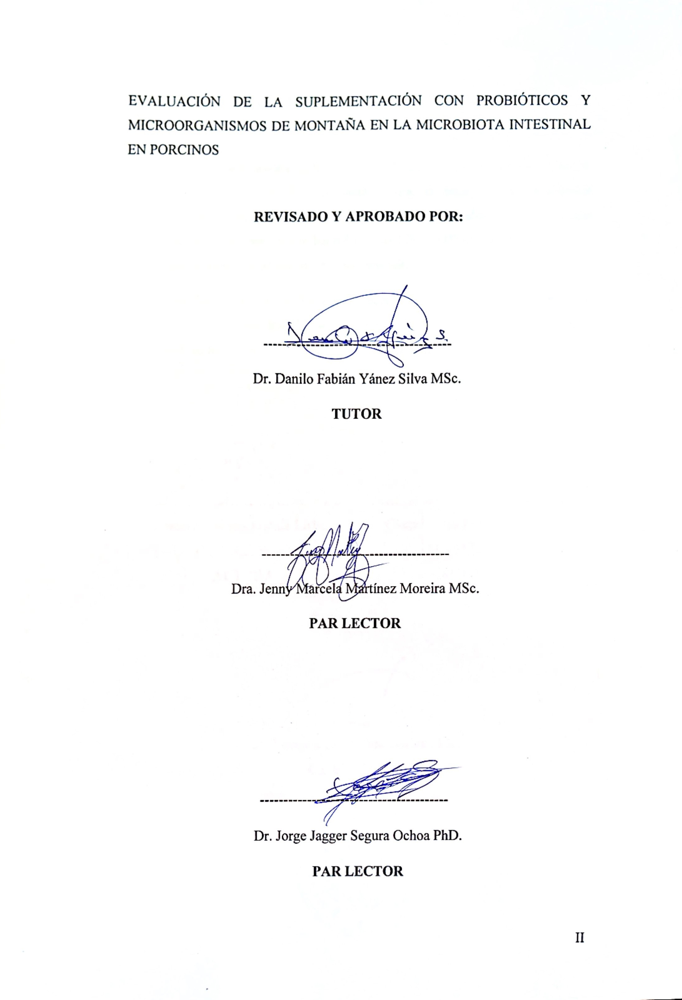 EVALUACIÓN DE LA SUPLEMENTACIÓN CON PROBIÓTICOS Y
MICROORGANISMOS DE MONTAÑA EN LA MICROBIOTA INTESTINAL
EN PORCINOS
REVISADO Y APROBADO POR:
Dr. Danilo Fabián Yánez Silva MSc.
TUTOR
Dra. Jenny Marcela Martínez Moreira MSc.
PAR LECTOR
Dr. Jorge Jagger Segura Ochoa PhD.
PAR LECTOR
II